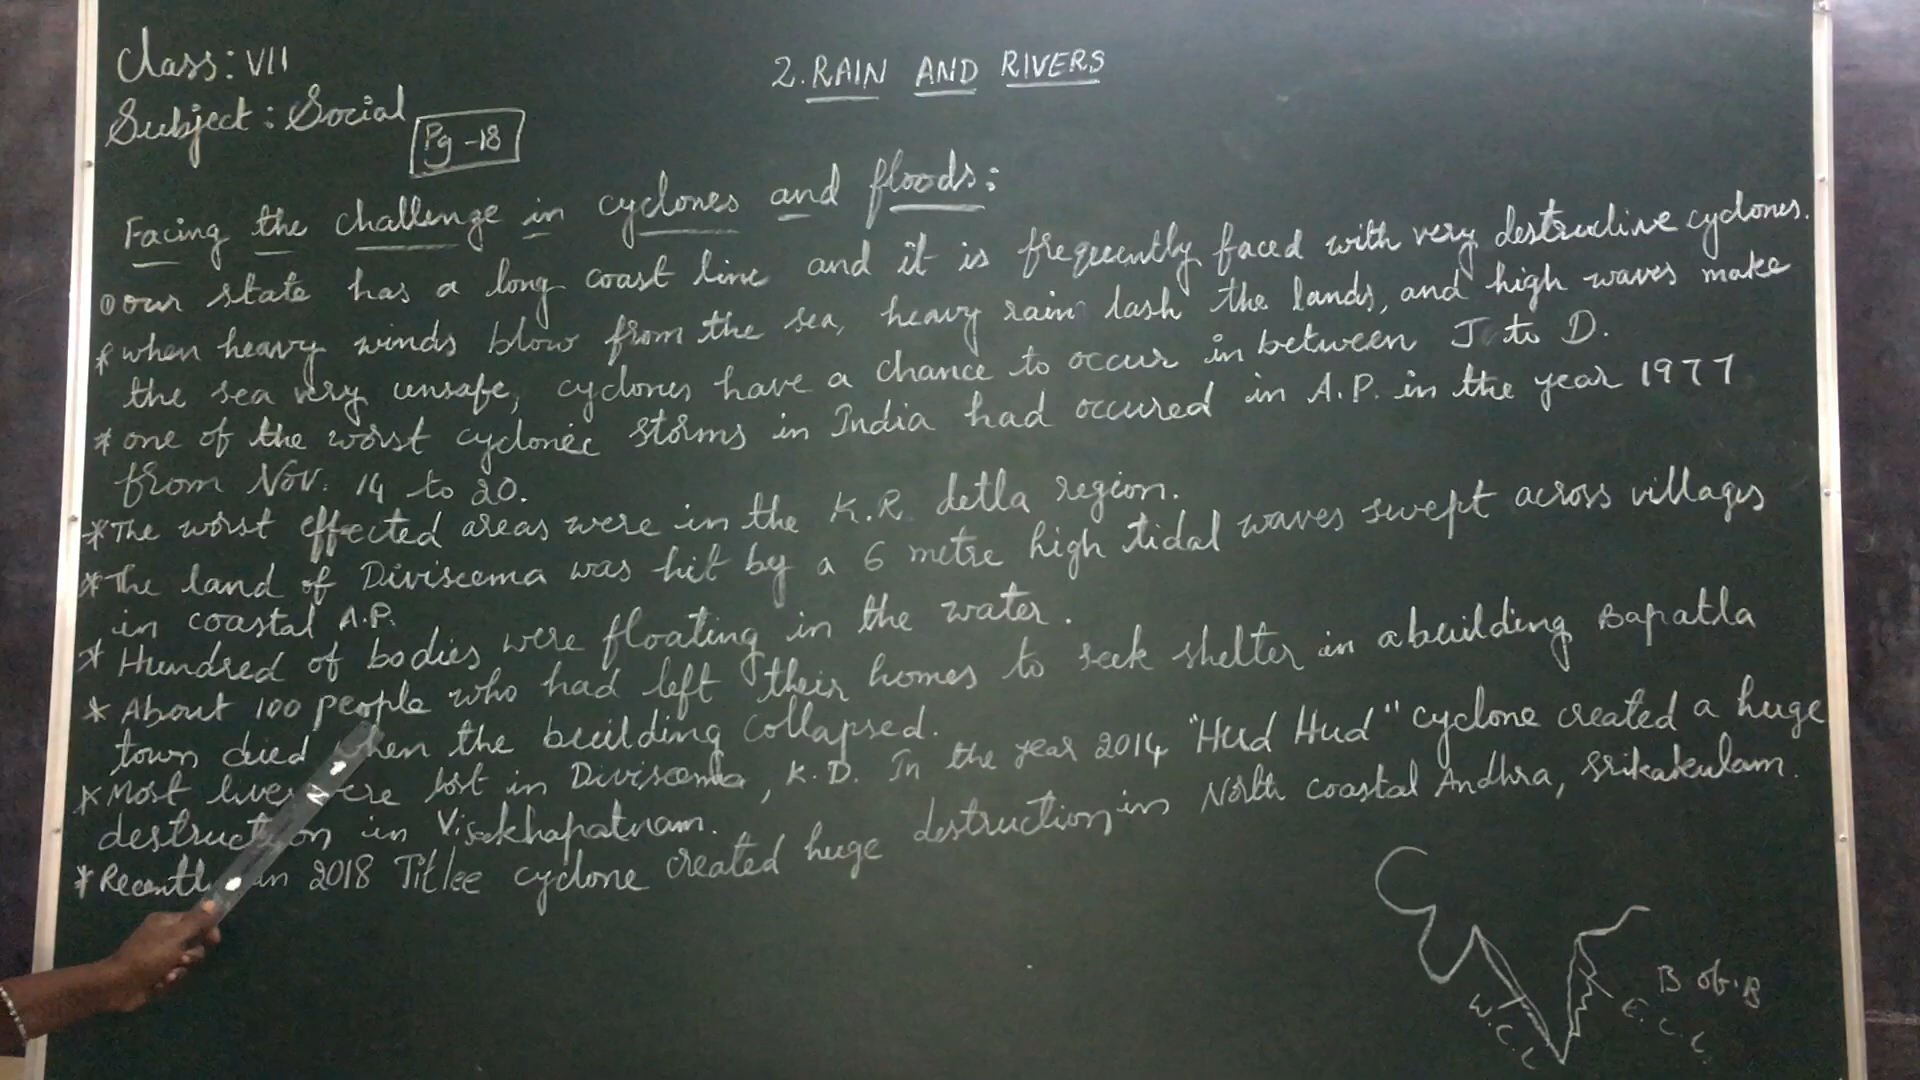 Class: VII
2. RAIN AND RIVERS
Subject: Social
Pg-18
Facing the challenge in cyclones and floods:
① our state has a long coast line and it is frequently faced with very destructive cyclones.
* when heavy winds blow from the sea, heavy rain lash the lands, and high waves make
the sea very unsafe, cyclones have a chance to occur in between J to D.
* one of the worst cyclonic storms in India had occured in A.P. in the year 1977
from Nov. 14 to 20.
* The worst effected areas were in the K.R. detla region.
* The land of Diviseema was hit by a 6 metre high tidal waves swept across villages
in coastal A.P.
* Hundred of bodies were floating in the water.
* About 100 people who had left their homes to seek shelter in a building Bapatla
town died when the building collapsed.
* Most lives were lost in Diviseema, K.D. In the year 2014 "Hud Hud" cyclone created a huge
destruction in Visakhapatnam.
* Recently in 2018 Titlee cyclone created huge destruction in North coastal Andhra, Srikakulam.
B of B
E.C.L
W.C.L